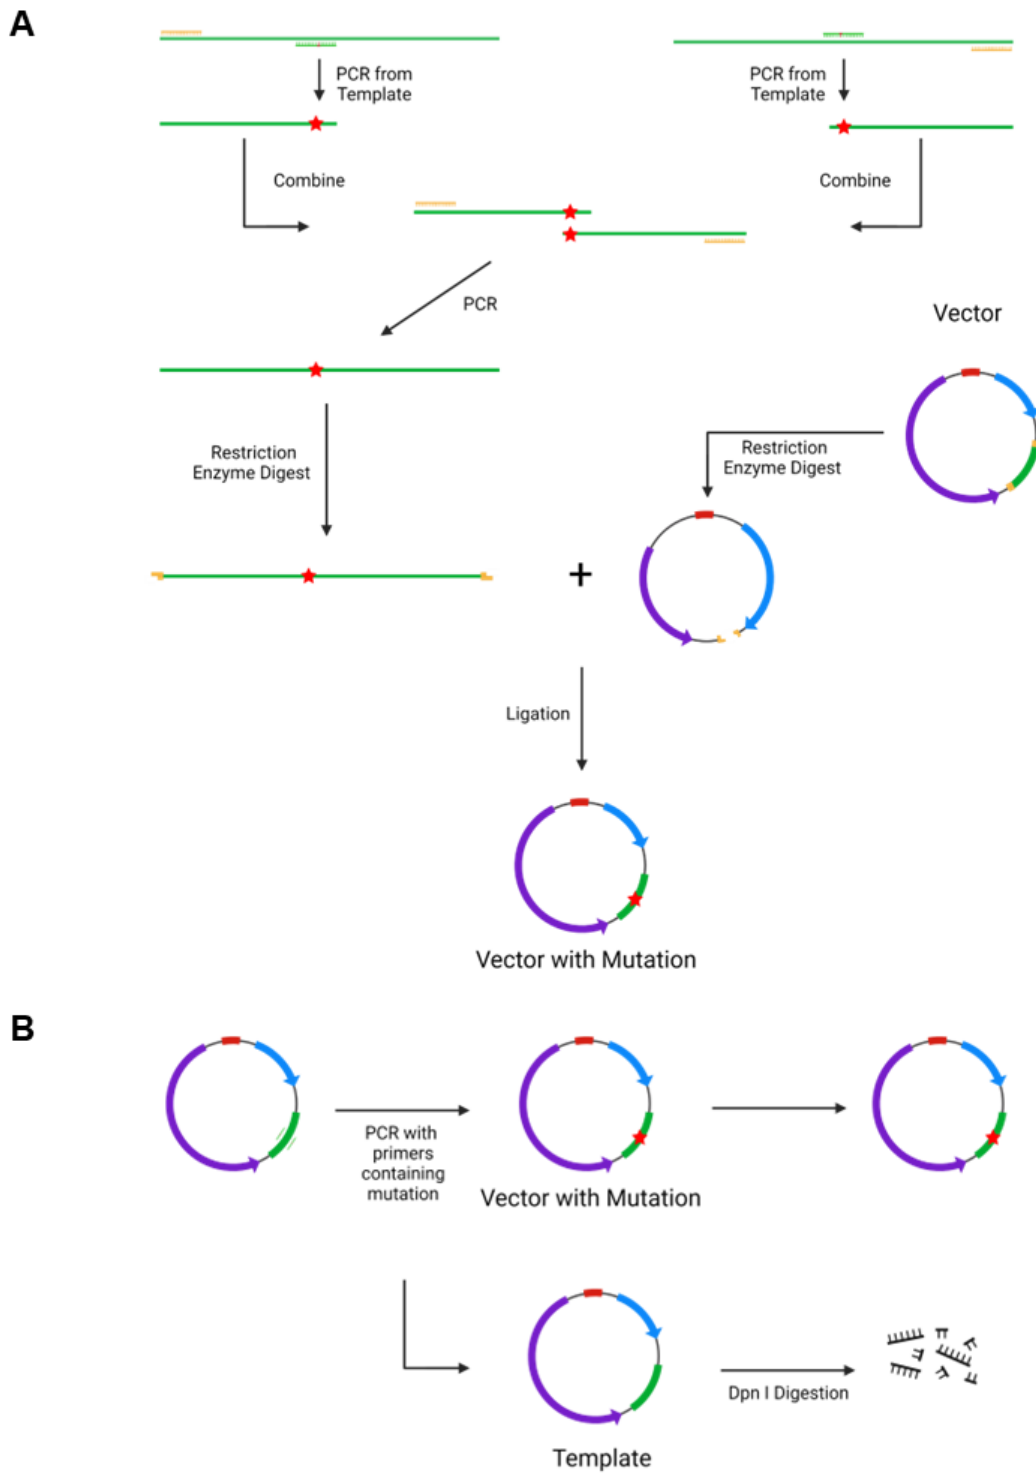 A
PCR from
Template
PCR from
Template
Combine
Combine
PCR
Vector
Restriction
Enzyme Digest
Restriction
Enzyme Digest
+
Ligation
Vector with Mutation
B
PCR with
primers
containing
mutation
Vector with Mutation
Dpn I Digestion
Template